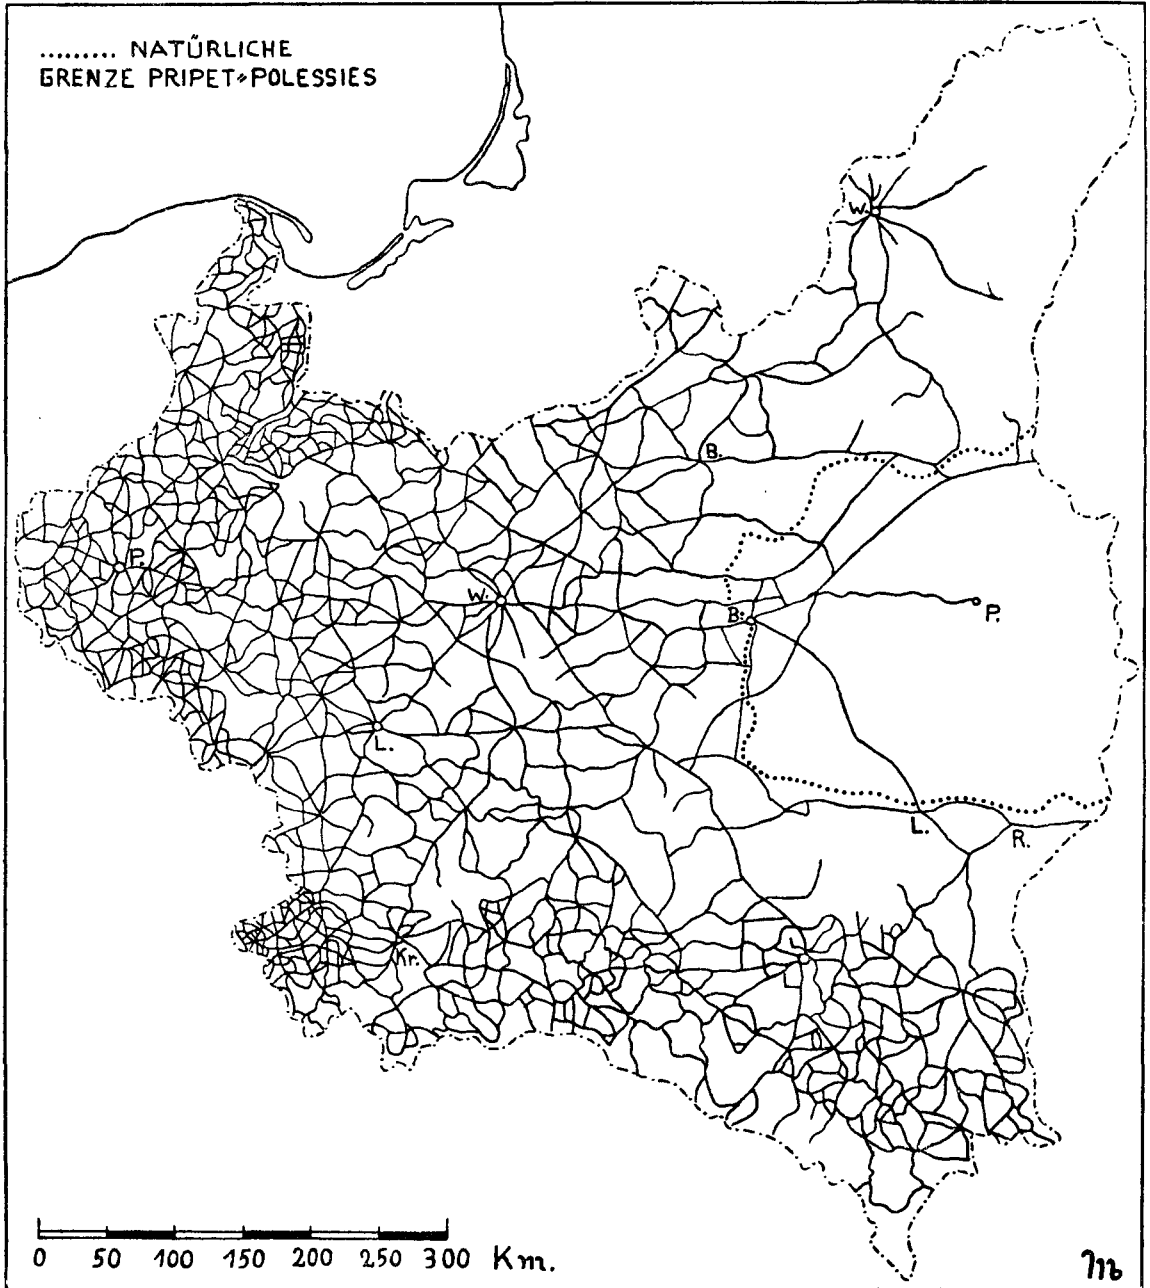 ......... NATÜRLICHE
GRENZE PRIPET-POLESSIES
W.
B.
P.
W.
B.
P.
L.
L.
R.
Kr.
L.
0 50 100 150 200 250 300 Km.